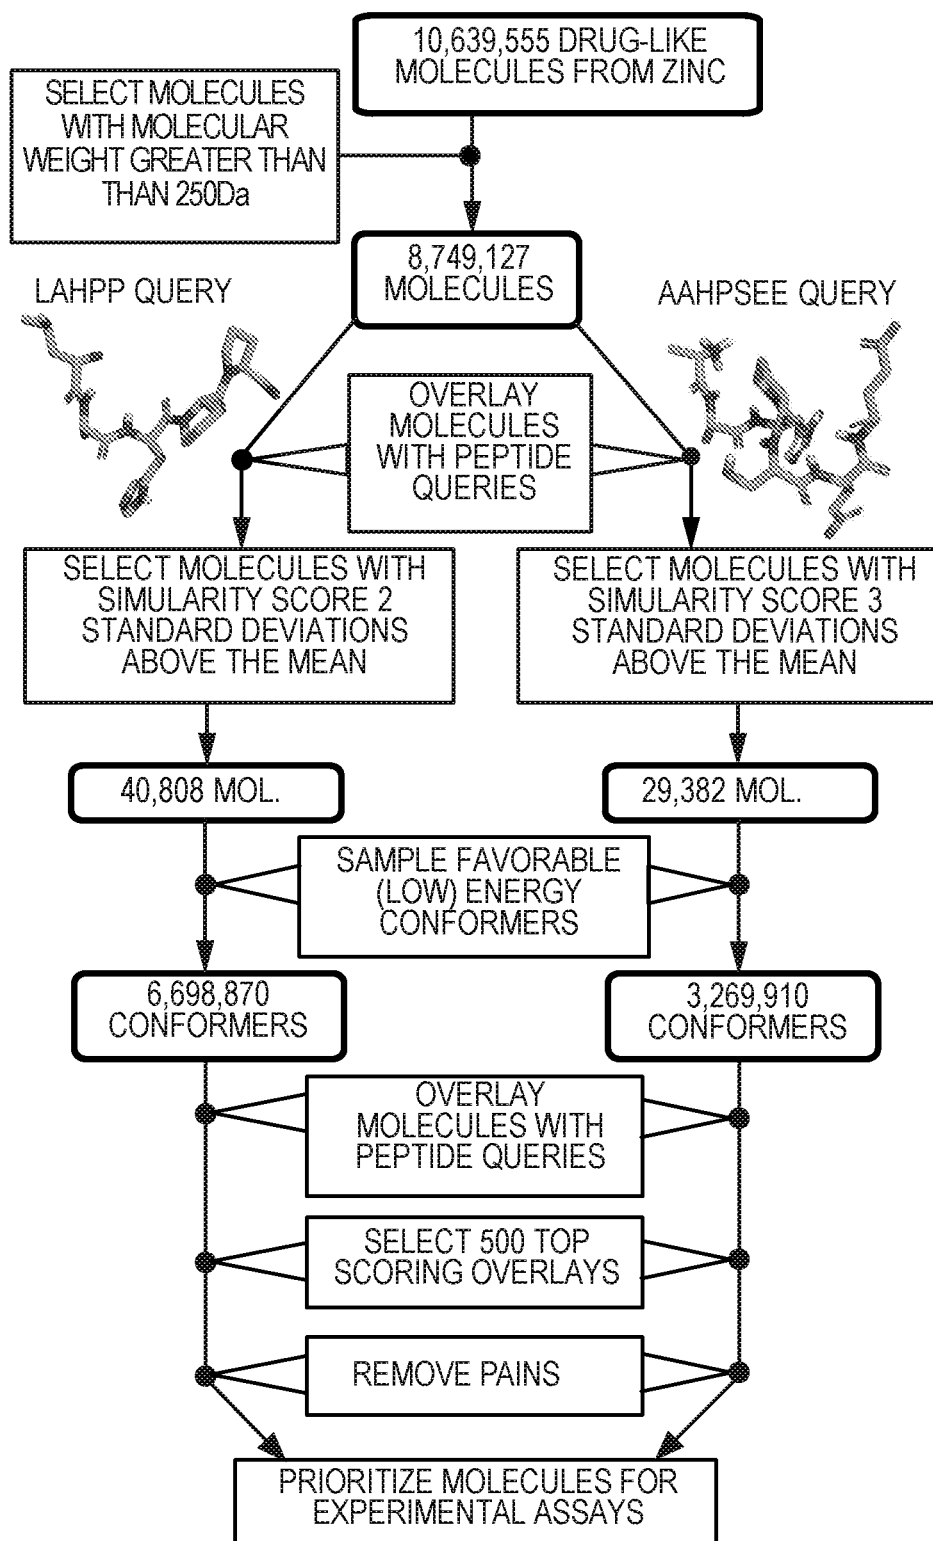 10,639,555 DRUG-LIKE
MOLECULES FROM ZINC
SELECT MOLECULES
WITH MOLECULAR
WEIGHT GREATER THAN
THAN 250Da
8,749,127
MOLECULES
LAHPP QUERY
AAHPSEE QUERY
OVERLAY
MOLECULES
WITH PEPTIDE
QUERIES
SELECT MOLECULES WITH
SIMULARITY SCORE 2
STANDARD DEVIATIONS
ABOVE THE MEAN
SELECT MOLECULES WITH
SIMULARITY SCORE 3
STANDARD DEVIATIONS
ABOVE THE MEAN
40,808 MOL.
29,382 MOL.
SAMPLE FAVORABLE
(LOW) ENERGY
CONFORMERS
6,698,870
CONFORMERS
3,269,910
CONFORMERS
OVERLAY
MOLECULES WITH
PEPTIDE QUERIES
SELECT 500 TOP
SCORING OVERLAYS
REMOVE PAINS
PRIORITIZE MOLECULES FOR
EXPERIMENTAL ASSAYS